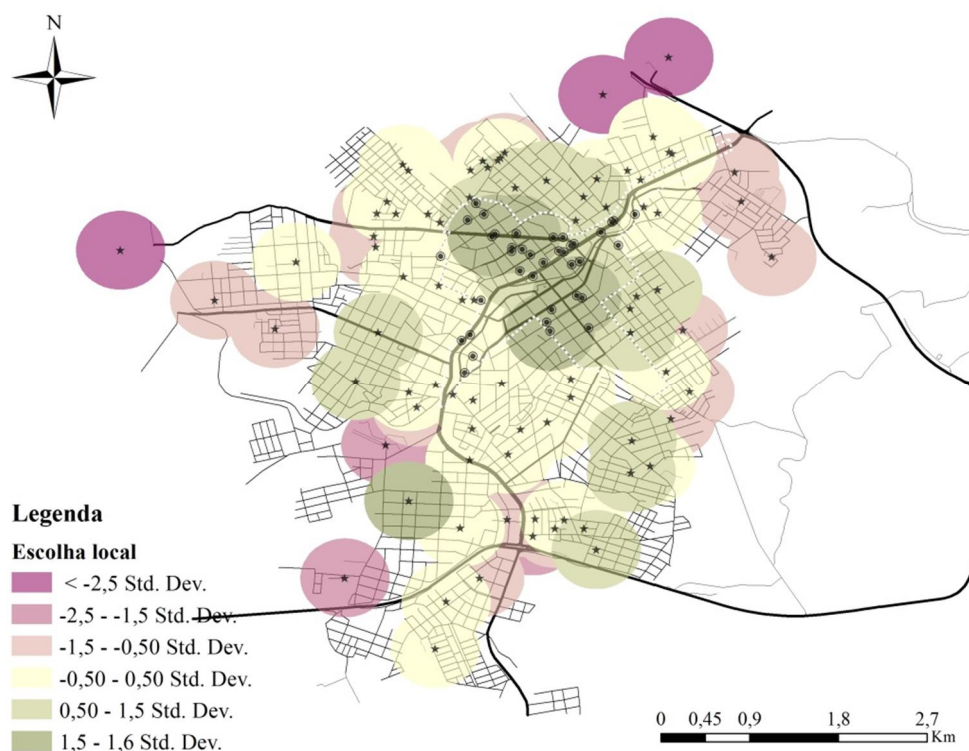 N
Legenda
Escolha local
< -2,5 Std. Dev.
-2,5 - -1,5 Std. Dev.
-1,5 - -0,50 Std. Dev.
-0,50 - 0,50 Std. Dev.
0,50 - 1,5 Std. Dev.
1,5 - 1,6 Std. Dev.
0 0,45 0,9 1,8 2,7
Km